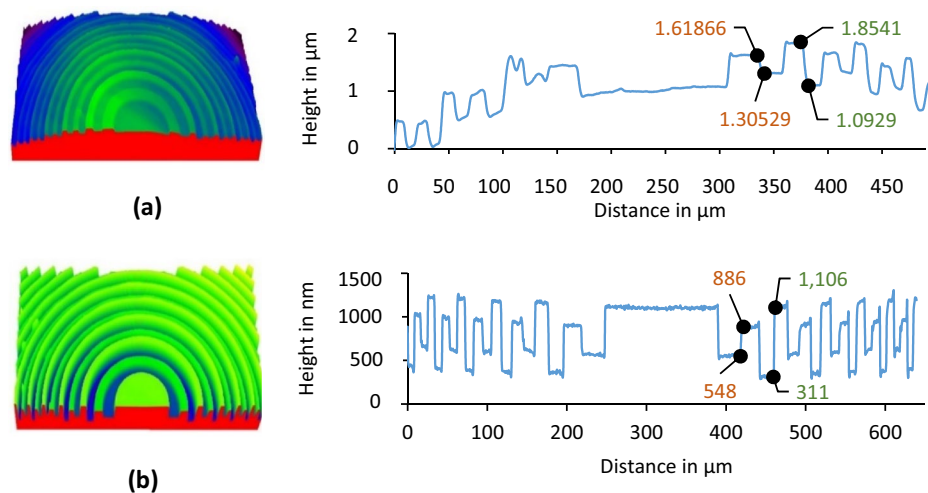 1.61866
1.8541
2
1
0
Height in µm
1.30529
1.0929
0 50 100 150 200 250 300 350 400 450
Distance in µm
(a)
886
1,106
1500
1000
500
0
Height in nm
548
311
0 100 200 300 400 500 600
Distance in µm
(b)